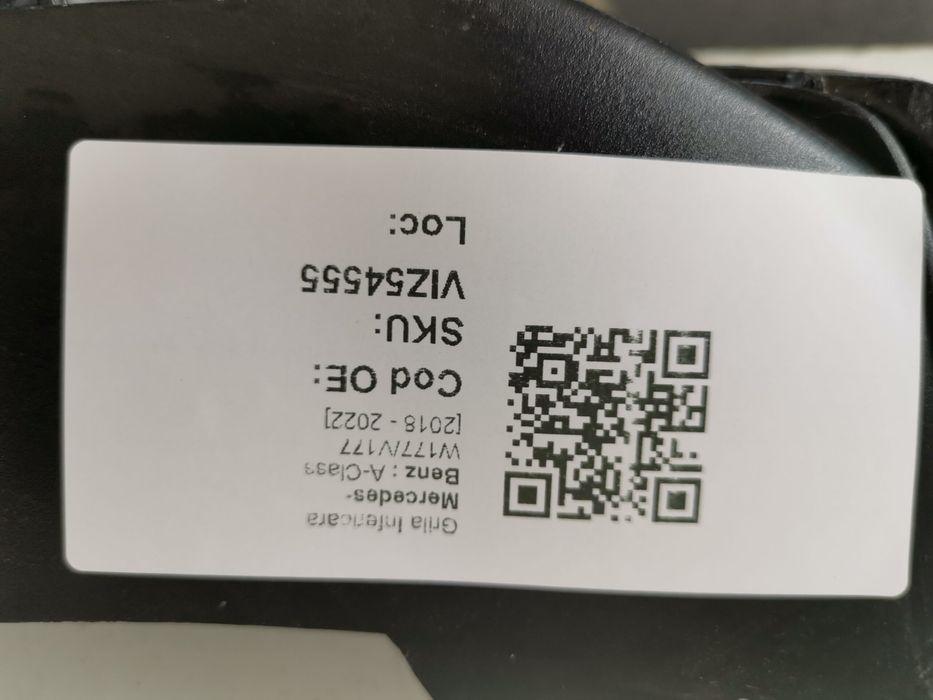 Grila Inferioara
Mercedes-
Benz : A-Class
W177/V177
[2018 - 2022]
Cod OE:
SKU:
VIZ54555
Loc: